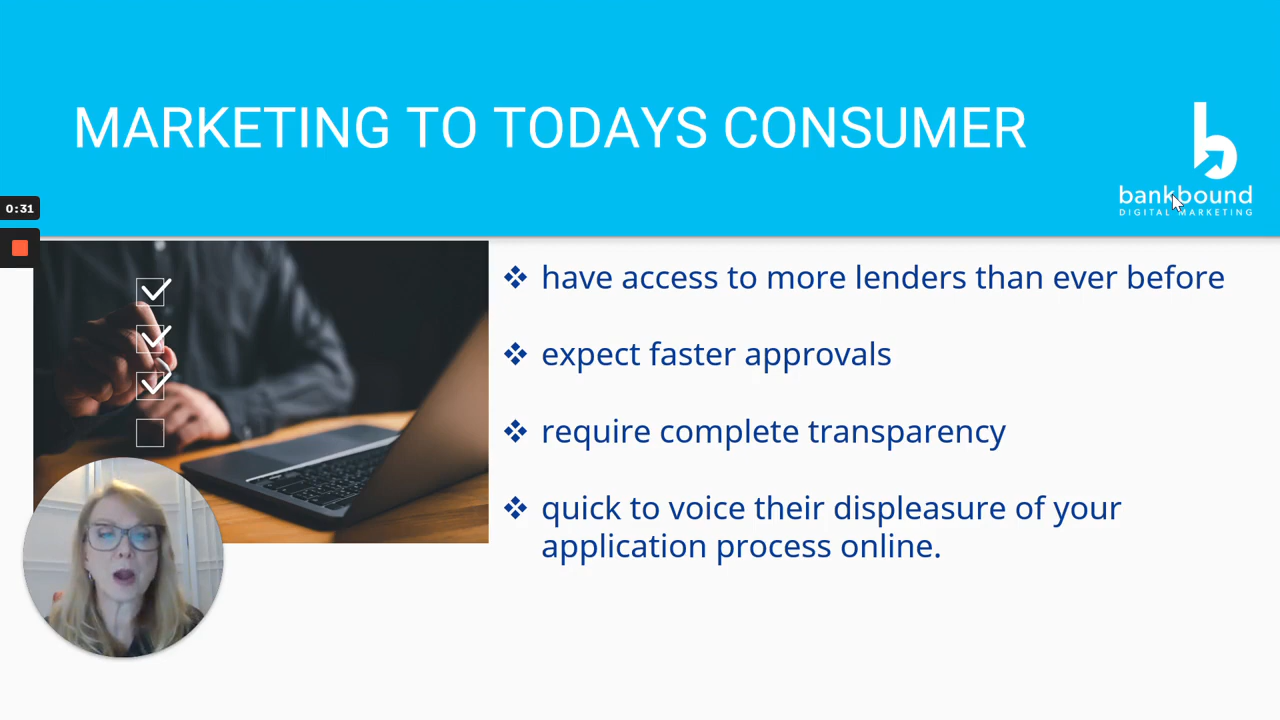 MARKETING TO TODAYS CONSUMER
bankbound
DIGITAL MARKETING
0:31
have access to more lenders than ever before
expect faster approvals
require complete transparency
quick to voice their displeasure of your
application process online.